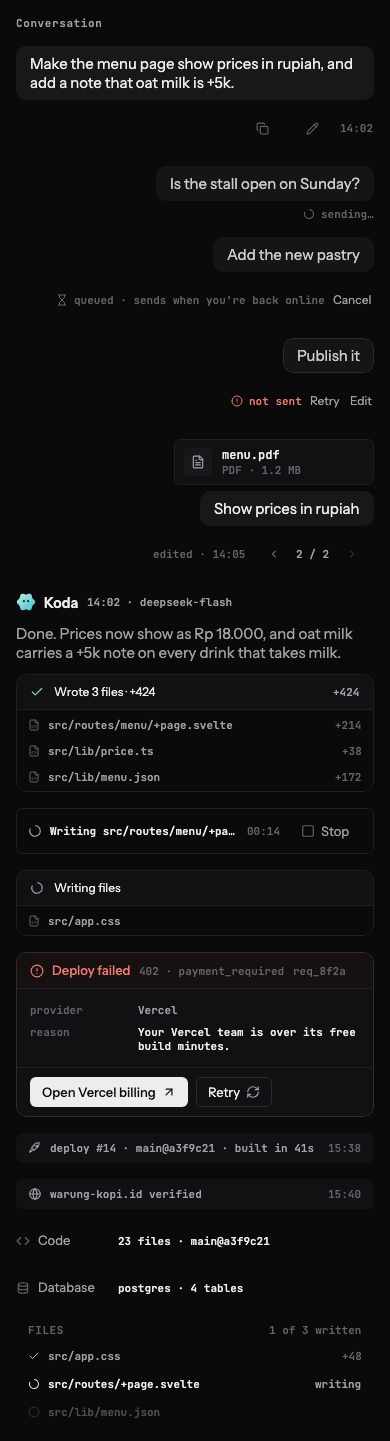 Conversation
Make the menu page show prices in rupiah, and
add a note that oat milk is +5k.
14:02
Is the stall open on Sunday?
sending…
Add the new pastry
queued · sends when you're back online Cancel
Publish it
not sent Retry Edit
menu.pdf
PDF · 1.2 MB
Show prices in rupiah
edited · 14:05 2 / 2
Koda 14:02 · deepseek-flash
Done. Prices now show as Rp 18.000, and oat milk
carries a +5k note on every drink that takes milk.
Wrote 3 files · +424 +424
src/routes/menu/+page.svelte +214
src/lib/price.ts +38
src/lib/menu.json +172
Writing src/routes/menu/+pa… 00:14 Stop
Writing files
src/app.css
Deploy failed 402 · payment_required req_8f2a
provider Vercel
reason Your Vercel team is over its free
build minutes.
Open Vercel billing Retry
deploy #14 · main@a3f9c21 · built in 41s 15:38
warung-kopi.id verified 15:40
Code 23 files · main@a3f9c21
Database postgres · 4 tables
FILES 1 of 3 written
src/app.css +48
src/routes/+page.svelte writing
src/lib/menu.json